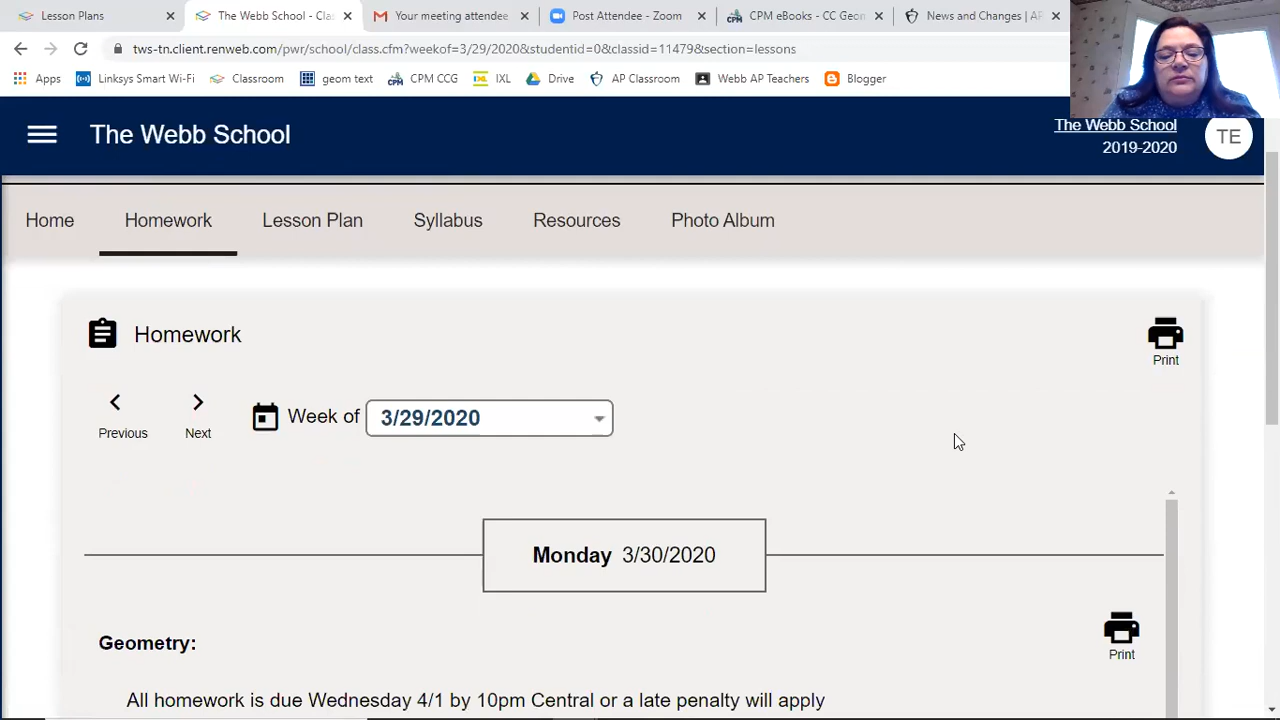 Lesson Plans
The Webb School - Cla
Your meeting attendee
Post Attendee - Zoom
CPM eBooks - CC Geon
News and Changes | A
tws-tn.client.renweb.com/pwr/school/class.cfm?weekof=3/29/2020&studentid=0&classid=11479&section=lessons
Apps
Linksys Smart Wi-Fi
Classroom
geom text
CPM CCG
IXL
Drive
AP Classroom
Webb AP Teachers
Blogger
The Webb School
The Webb School
2019-2020
TE
Home
Homework
Lesson Plan
Syllabus
Resources
Photo Album
Homework
Print
Previous
Next
Week of
3/29/2020
Monday 3/30/2020
Geometry:
Print
All homework is due Wednesday 4/1 by 10pm Central or a late penalty will apply